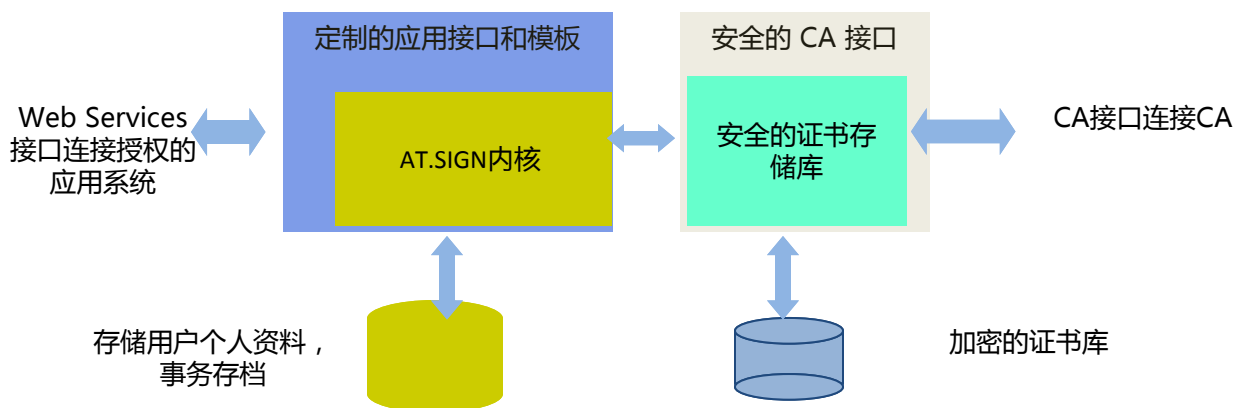 定制的应用接口和模板
安全的 CA 接口
Web Services
接口连接授权的
应用系统
AT.SIGN内核
安全的证书存
储库
CA接口连接CA
存储用户个人资料，
事务存档
加密的证书库